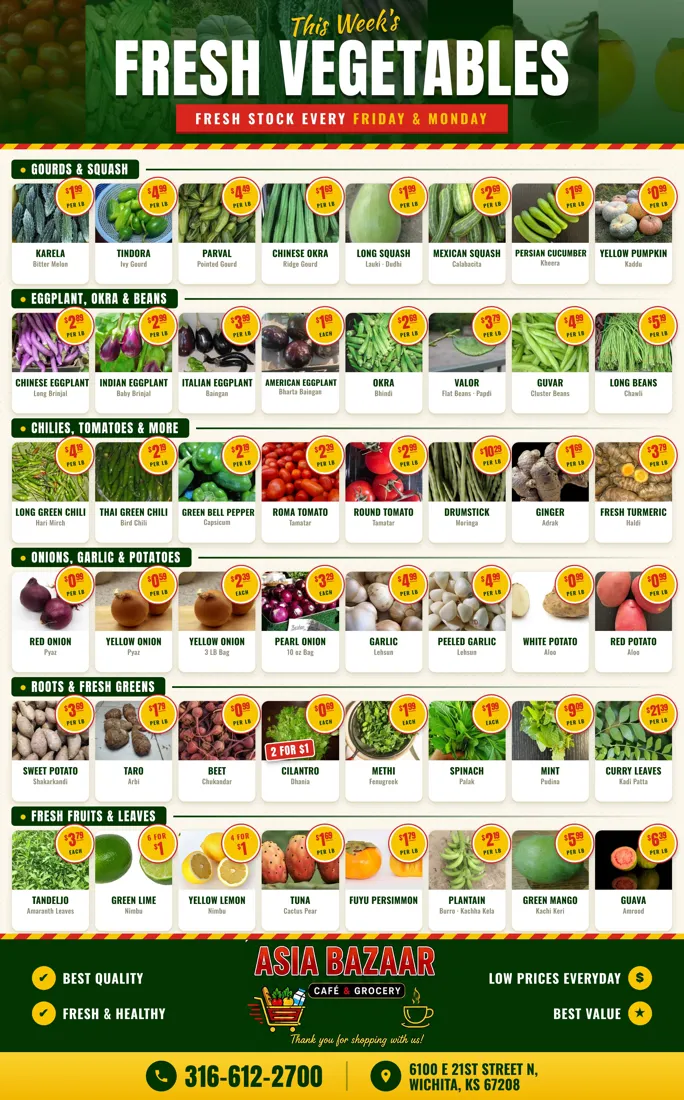 This Week's
FRESH VEGETABLES
FRESH STOCK EVERY FRIDAY & MONDAY
GOURDS & SQUASH
$1.99 PER LB
KARELA
Bitter Melon
$4.99 PER LB
TINDORA
Ivy Gourd
$4.49 PER LB
PARVAL
Pointed Gourd
$1.69 PER LB
CHINESE OKRA
Ridge Gourd
$1.99 PER LB
LONG SQUASH
Lauki · Dudhi
$2.69 PER LB
MEXICAN SQUASH
Calabacita
$1.69 PER LB
PERSIAN CUCUMBER
Kheera
$0.99 PER LB
YELLOW PUMPKIN
Kaddu
EGGPLANT, OKRA & BEANS
$2.89 PER LB
CHINESE EGGPLANT
Long Brinjal
$2.99 PER LB
INDIAN EGGPLANT
Baby Brinjal
$3.99 PER LB
ITALIAN EGGPLANT
Baingan
$1.69 EACH
AMERICAN EGGPLANT
Bharta Baingan
$2.69 PER LB
OKRA
Bhindi
$3.79 PER LB
VALOR
Flat Beans · Papdi
$4.99 PER LB
GUVAR
Cluster Beans
$5.19 PER LB
LONG BEANS
Chawli
CHILIES, TOMATOES & MORE
$4.19 PER LB
LONG GREEN CHILI
Hari Mirch
$2.19 PER LB
THAI GREEN CHILI
Bird Chili
$2.19 PER LB
GREEN BELL PEPPER
Capsicum
$2.39 PER LB
ROMA TOMATO
Tamatar
$2.99 PER LB
ROUND TOMATO
Tamatar
$10.29 PER LB
DRUMSTICK
Moringa
$1.69 PER LB
GINGER
Adrak
$3.79 PER LB
FRESH TURMERIC
Haldi
ONIONS, GARLIC & POTATOES
$0.99 PER LB
RED ONION
Pyaz
$0.59 PER LB
YELLOW ONION
Pyaz
$2.39 EACH
YELLOW ONION
3 LB Bag
$3.29 EACH
PEARL ONION
10 oz Bag
$4.99 PER LB
GARLIC
Lehsun
$4.99 PER LB
PEELED GARLIC
Lehsun
$0.99 PER LB
WHITE POTATO
Aloo
$0.99 PER LB
RED POTATO
Aloo
ROOTS & FRESH GREENS
$3.69 PER LB
SWEET POTATO
Shakarkandi
$1.79 PER LB
TARO
Arbi
$0.99 PER LB
BEET
Chukandar
$0.69 EACH
2 FOR $1
CILANTRO
Dhania
$1.99 EACH
METHI
Fenugreek
$1.99 EACH
SPINACH
Palak
$9.09 PER LB
MINT
Pudina
$21.39 PER LB
CURRY LEAVES
Kadi Patta
FRESH FRUITS & LEAVES
$3.79 EACH
TANDELJO
Amaranth Leaves
6 FOR $1
GREEN LIME
Nimbu
4 FOR $1
YELLOW LEMON
Nimbu
$1.69 PER LB
TUNA
Cactus Pear
$1.79 PER LB
FUYU PERSIMMON
$2.19 PER LB
PLANTAIN
Burro · Kachha Kela
$5.99 PER LB
GREEN MANGO
Kachi Keri
$6.39 PER LB
GUAVA
Amrood
BEST QUALITY
FRESH & HEALTHY
ASIA BAZAAR
CAFÉ & GROCERY
Thank you for shopping with us!
LOW PRICES EVERYDAY $
BEST VALUE
316-612-2700
6100 E 21ST STREET N,
WICHITA, KS 67208